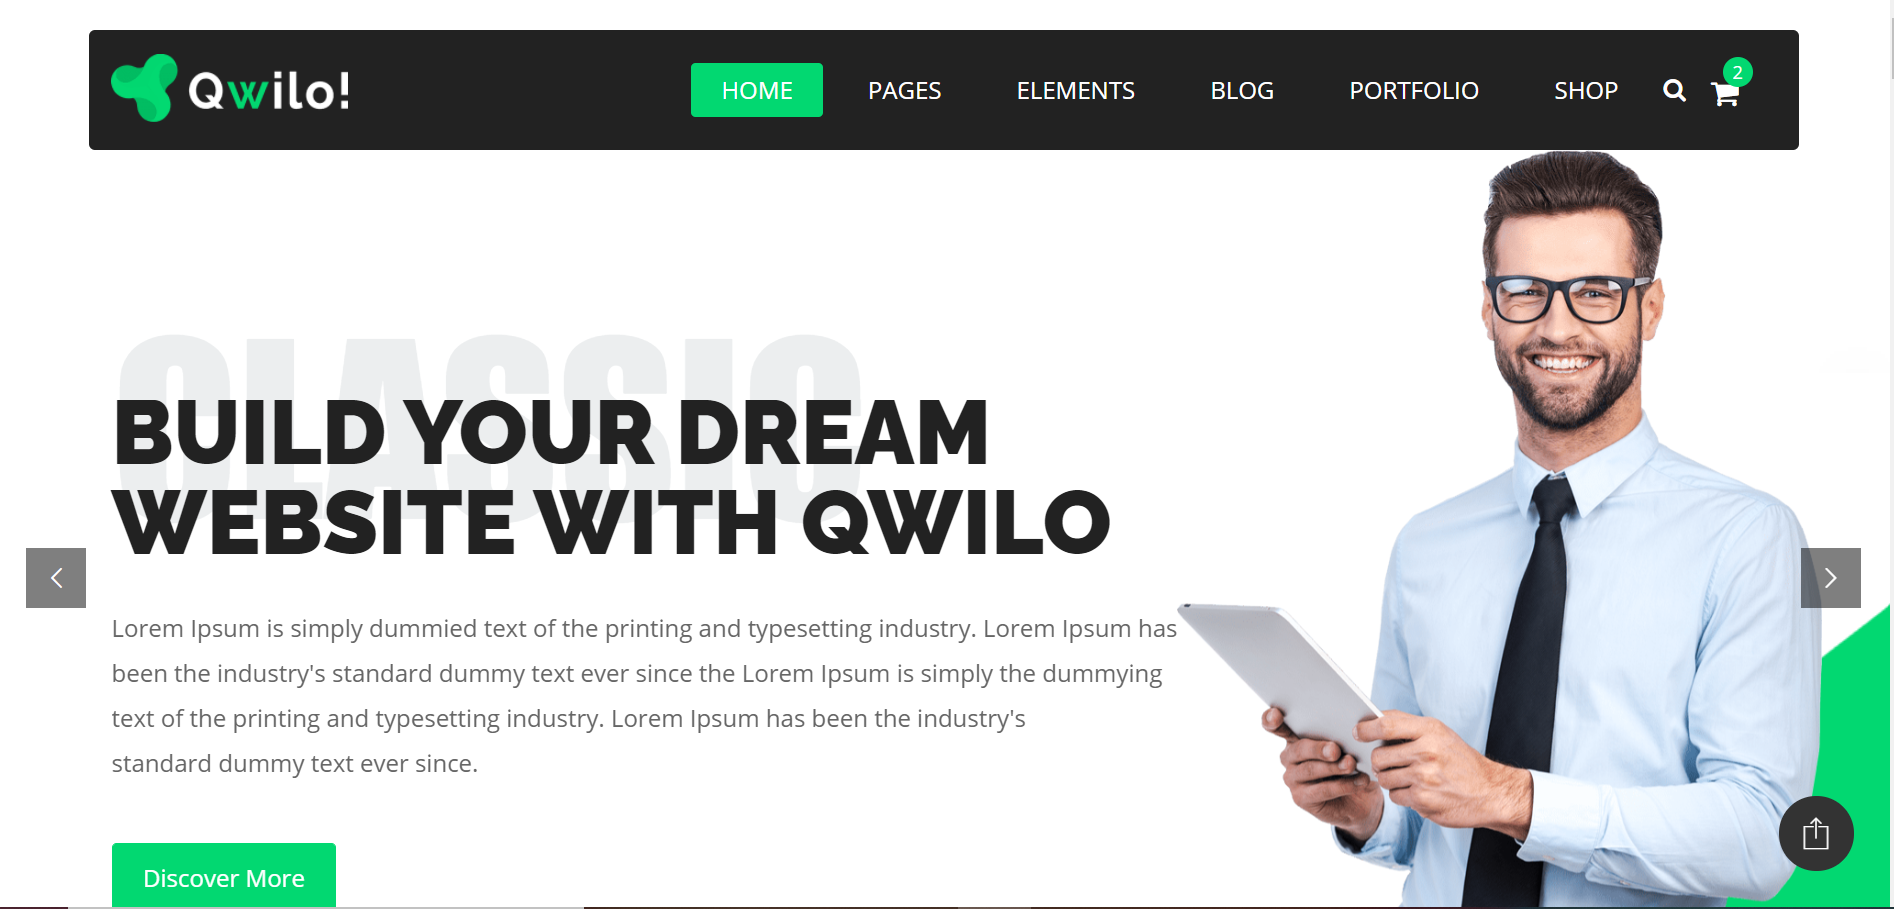 Qwilo!
HOME PAGES ELEMENTS BLOG PORTFOLIO SHOP 2
CLASSIC
BUILD YOUR DREAM
WEBSITE WITH QWILO
Lorem Ipsum is simply dummied text of the printing and typesetting industry. Lorem Ipsum has
been the industry's standard dummy text ever since the Lorem Ipsum is simply the dummying
text of the printing and typesetting industry. Lorem Ipsum has been the industry's
standard dummy text ever since.
Discover More